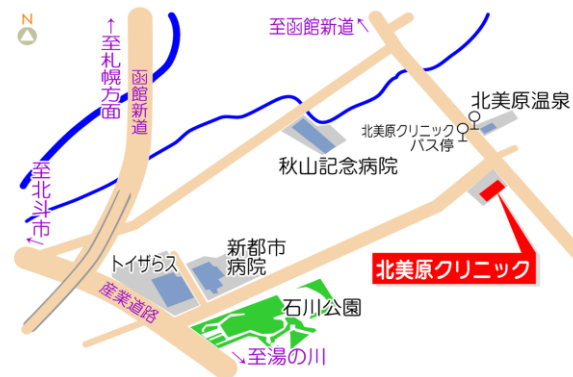 N
←至札幌方面
函館新道
至函館新道↖
北美原温泉
北美原クリニック
バス停
秋山記念病院
至北斗市
↖
トイザらス
新都市
病院
北美原クリニック
産業道路
石川公園
↘至湯の川